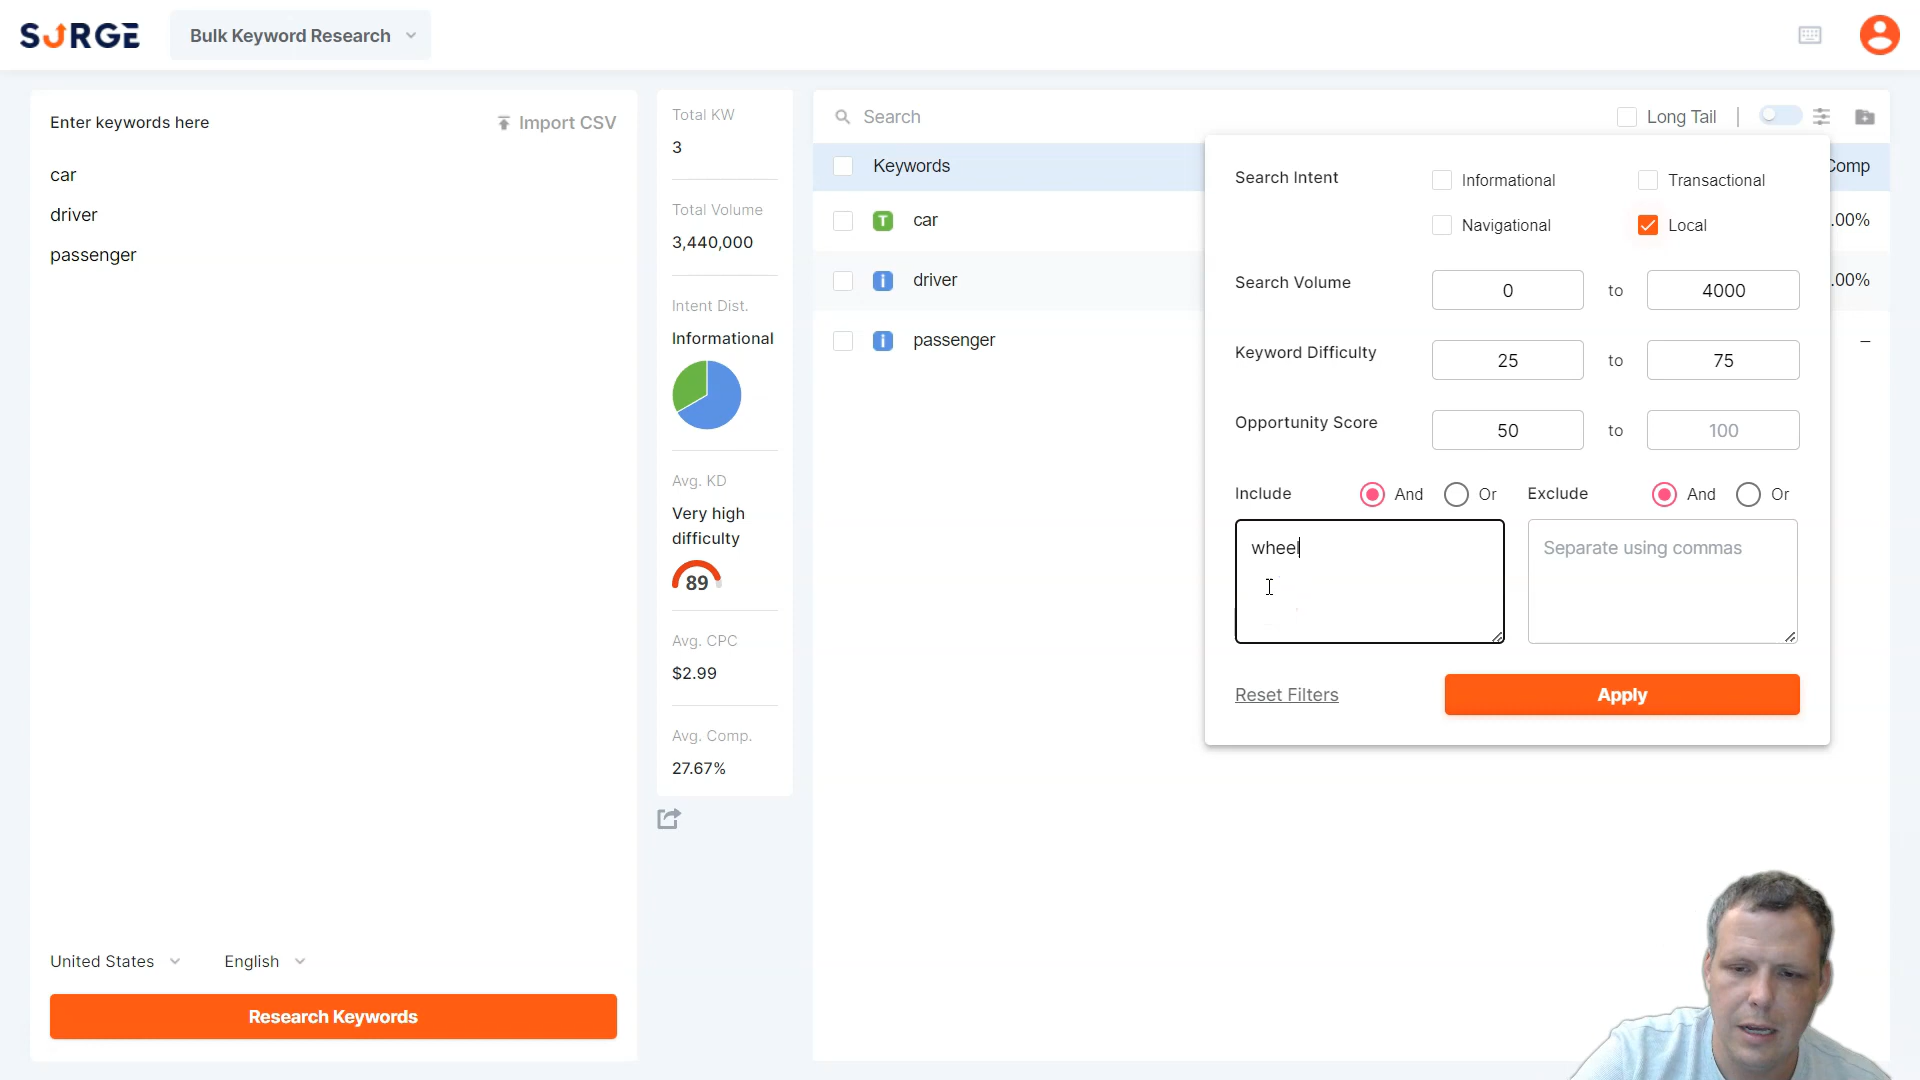 SURGE
Bulk Keyword Research
Enter keywords here
Import CSV
car
driver
passenger
United States
English
Research Keywords
Total KW
3
Total Volume
3,440,000
Intent Dist.
Informational
Avg. KD
Very high
difficulty
89
Avg. CPC
$2.99
Avg. Comp.
27.67%
Search
Long Tail |
Keywords
Comp
T car
.00%
i driver
.00%
i passenger
–
Search Intent
Informational
Transactional
Navigational
Local
Search Volume
0 to 4000
Keyword Difficulty
25 to 75
Opportunity Score
50 to 100
Include
And
Or
Exclude
And
Or
wheel
Separate using commas
Reset Filters
Apply